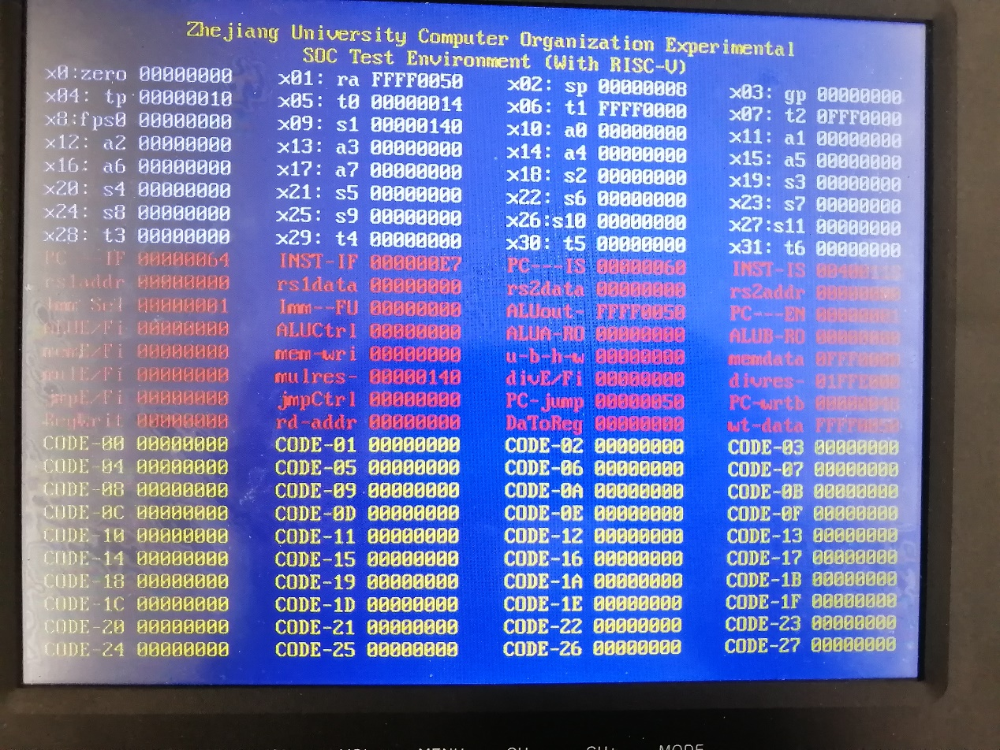 Zhejiang University Computer Organization Experimental
SOC Test Environment (With RISC-V)
x0:zero 00000000 x01: ra FFFF0050 x02: sp 00000008 x03: gp 00000000
x04: tp 00000010 x05: t0 00000014 x06: t1 FFFF0000 x07: t2 0FFF0000
x8:fps0 00000000 x09: s1 00000140 x10: a0 00000000 x11: a1 00000000
x12: a2 00000000 x13: a3 00000000 x14: a4 00000000 x15: a5 00000000
x16: a6 00000000 x17: a7 00000000 x18: s2 00000000 x19: s3 00000000
x20: s4 00000000 x21: s5 00000000 x22: s6 00000000 x23: s7 00000000
x24: s8 00000000 x25: s9 00000000 x26:s10 00000000 x27:s11 00000000
x28: t3 00000000 x29: t4 00000000 x30: t5 00000000 x31: t6 00000000
PC---IF 00000064 INST-IF 000000E7 PC---IS 00000060 INST-IS
rs1addr 00000000 rs1data 00000000 rs2data 00000000 rs2addr 00000000
Imm Sel 00000001 Imm--FU 00000000 ALUout- FFFF0050 PC---EN
ALUE/Fi 00000000 ALUCtrl 00000000 ALUA-RO 00000000 ALUB-RO 00000000
memE/Fi 00000000 mem-wri 00000000 u-b-h-w 00000000 memdata 0FFF0000
mulE/Fi 00000000 mulres- 00000140 divE/Fi 00000000 divres- 01FFE000
jmpE/Fi 00000000 jmpCtrl 00000000 PC-jump 00000050 PC-wrtb
RegWrit 00000000 rd-addr 00000000 DaToReg 00000000 wt-data FFFF0050
CODE-00 00000000 CODE-01 00000000 CODE-02 00000000 CODE-03 00000000
CODE-04 00000000 CODE-05 00000000 CODE-06 00000000 CODE-07 00000000
CODE-08 00000000 CODE-09 00000000 CODE-0A 00000000 CODE-0B 00000000
CODE-0C 00000000 CODE-0D 00000000 CODE-0E 00000000 CODE-0F 00000000
CODE-10 00000000 CODE-11 00000000 CODE-12 00000000 CODE-13 00000000
CODE-14 00000000 CODE-15 00000000 CODE-16 00000000 CODE-17 00000000
CODE-18 00000000 CODE-19 00000000 CODE-1A 00000000 CODE-1B 00000000
CODE-1C 00000000 CODE-1D 00000000 CODE-1E 00000000 CODE-1F 00000000
CODE-20 00000000 CODE-21 00000000 CODE-22 00000000 CODE-23 00000000
CODE-24 00000000 CODE-25 00000000 CODE-26 00000000 CODE-27 00000000
MENU MODE